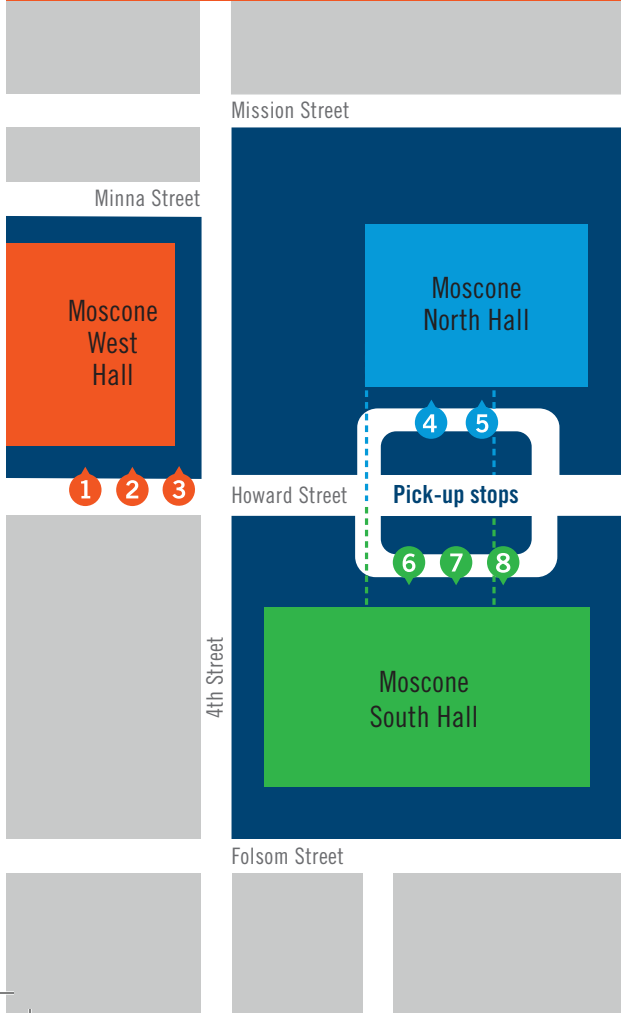 Mission Street
Minna Street
Moscone
West
Hall
Moscone
North Hall
4
5
1
2
3
Howard Street
Pick-up stops
6
7
8
4th Street
Moscone
South Hall
Folsom Street